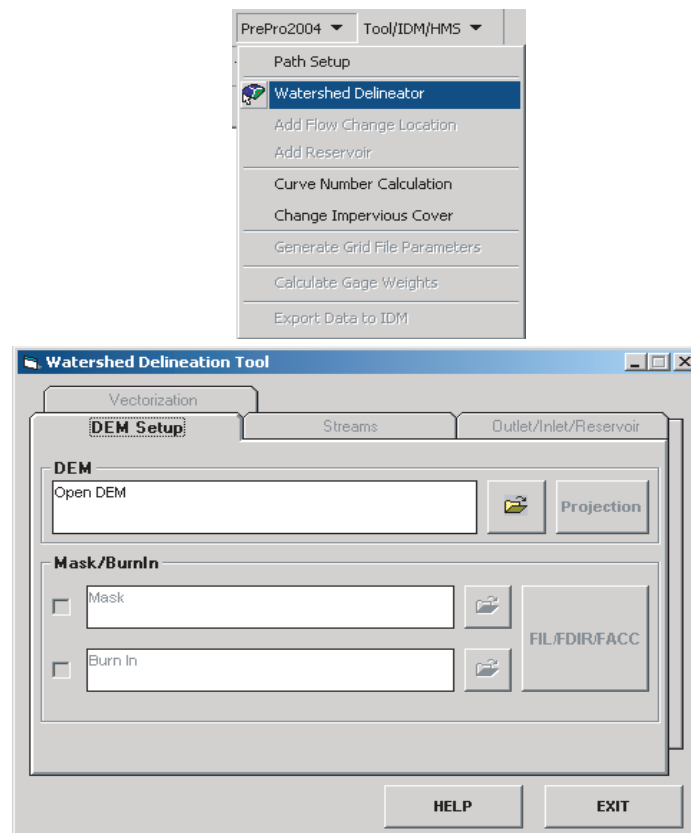 PrePro2004 Tool/IDM/HMS
Path Setup
Watershed Delineator
Add Flow Change Location
Add Reservoir
Curve Number Calculation
Change Impervious Cover
Generate Grid File Parameters
Calculate Gage Weights
Export Data to IDM
Watershed Delineation Tool
Vectorization
DEM Setup Streams Outlet/Inlet/Reservoir
DEM
Open DEM
Projection
Mask/BurnIn
Mask
FIL/FDIR/FACC
Burn In
HELP EXIT